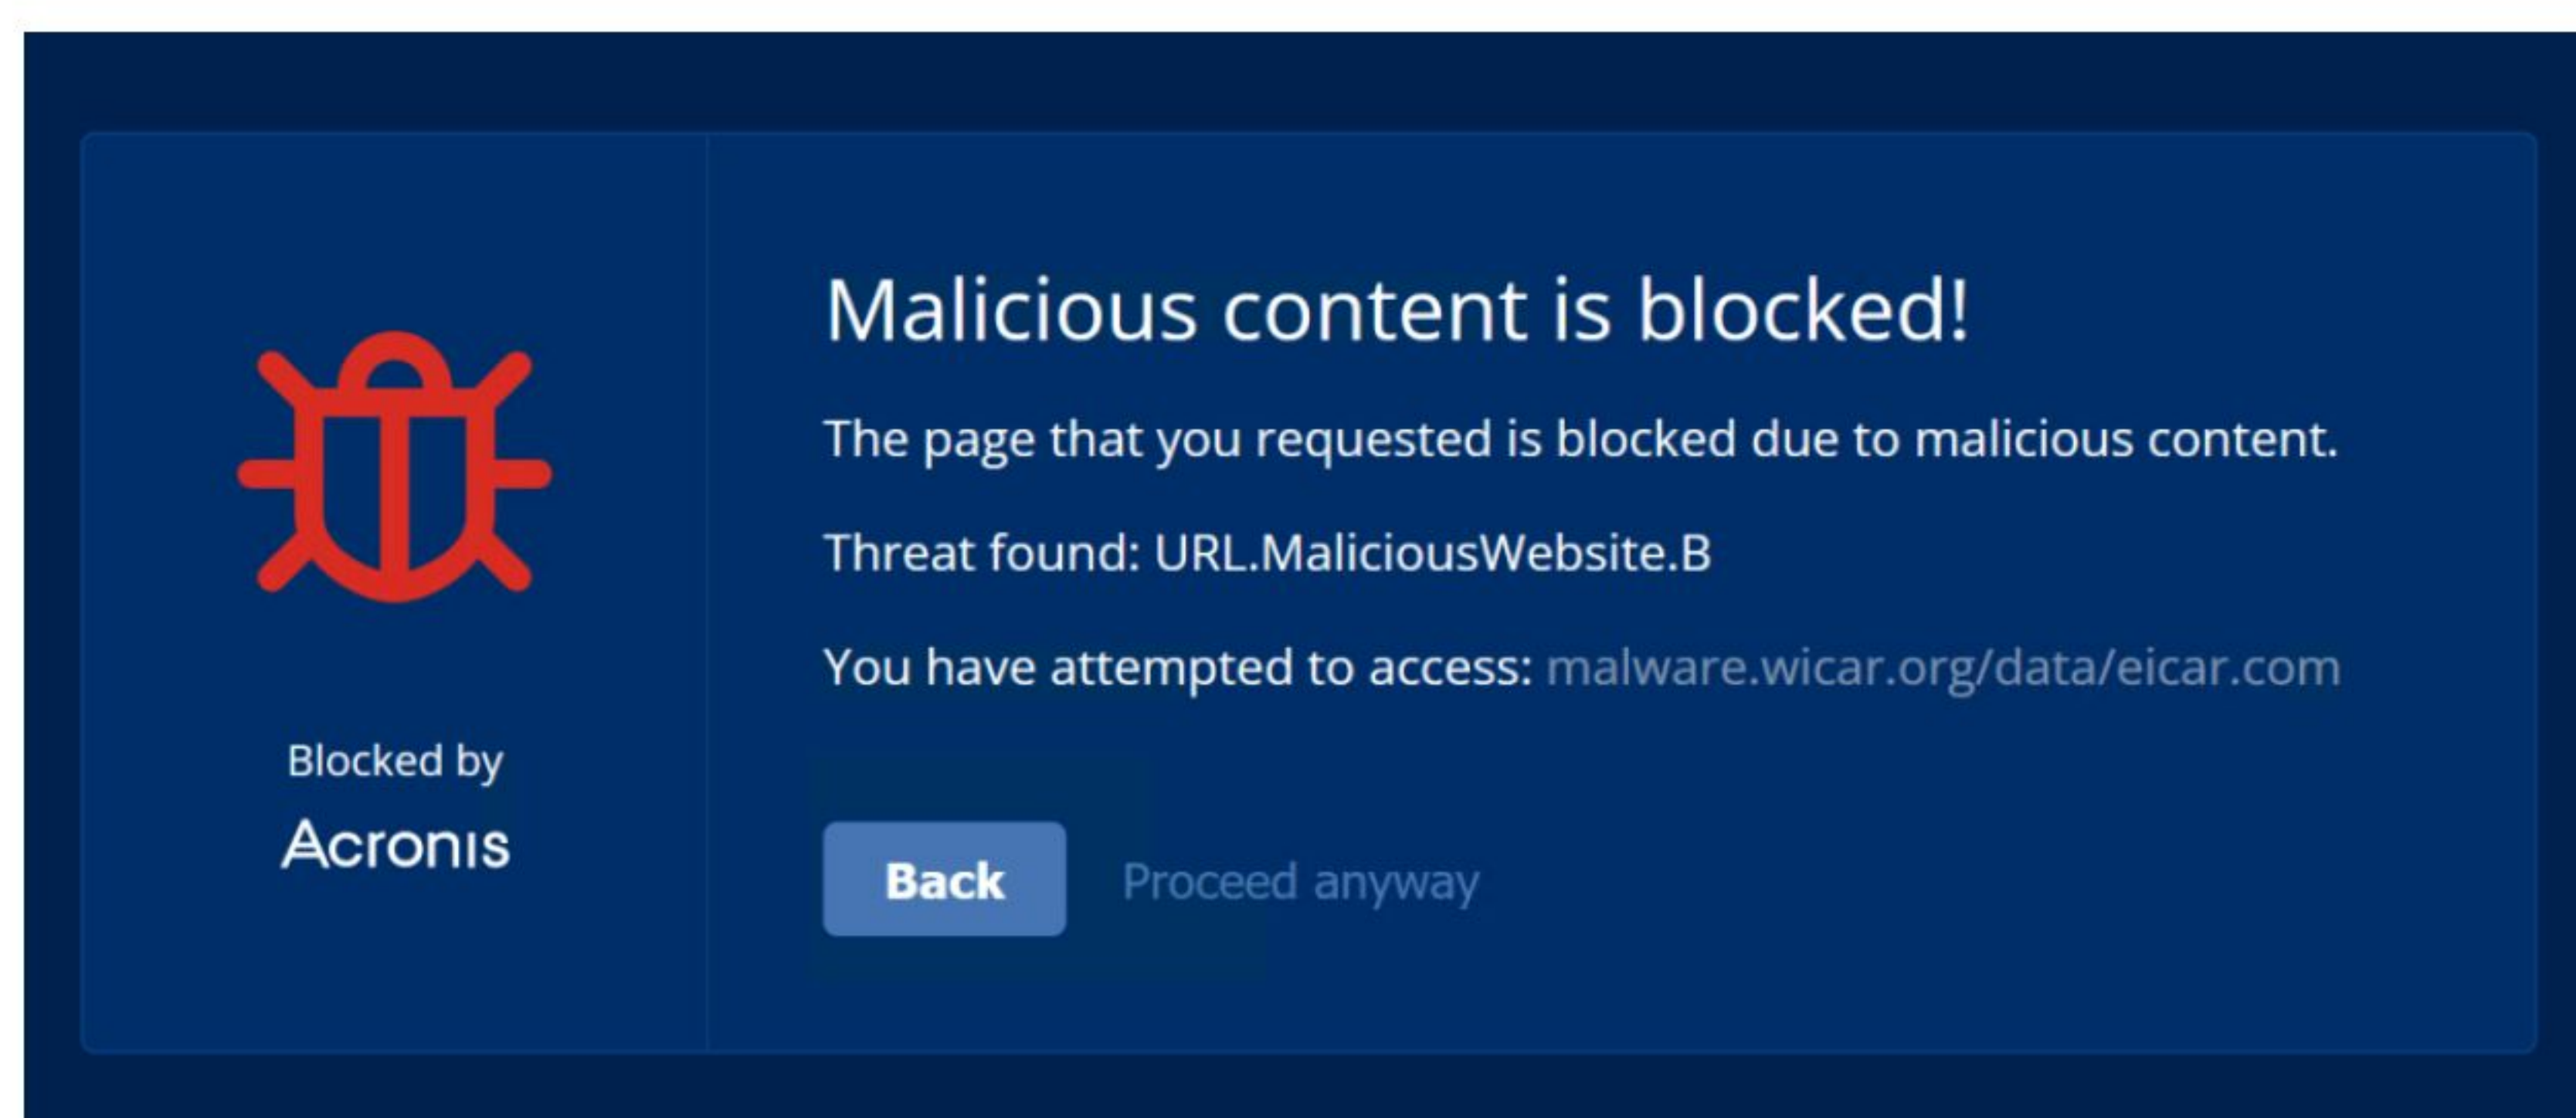 Malicious content is blocked!
The page that you requested is blocked due to malicious content.
Threat found: URL.MaliciousWebsite.B
You have attempted to access: malware.wicar.org/data/eicar.com
Blocked by
Acronis
Back
Proceed anyway